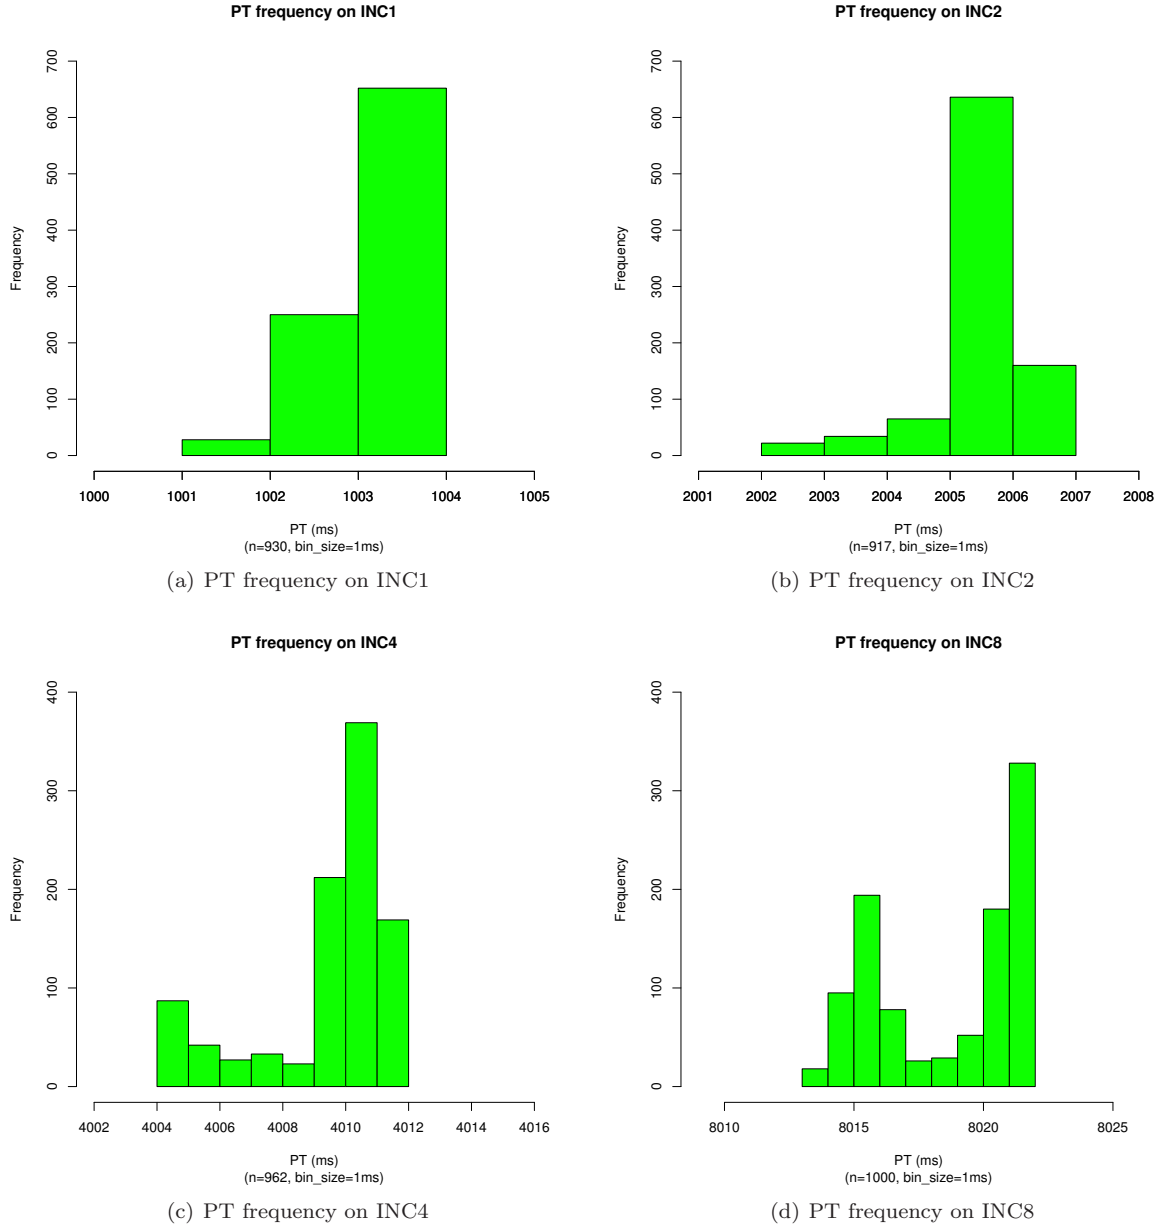 PT frequency on INC1
Frequency
0 100 200 300 400 500 600 700
1000 1001 1002 1003 1004 1005
PT (ms)
(n=930, bin_size=1ms)
(a) PT frequency on INC1
PT frequency on INC2
Frequency
0 100 200 300 400 500 600 700
2001 2002 2003 2004 2005 2006 2007 2008
PT (ms)
(n=917, bin_size=1ms)
(b) PT frequency on INC2
PT frequency on INC4
Frequency
0 100 200 300 400
4002 4004 4006 4008 4010 4012 4014 4016
PT (ms)
(n=962, bin_size=1ms)
(c) PT frequency on INC4
PT frequency on INC8
Frequency
0 100 200 300 400
8010 8015 8020 8025
PT (ms)
(n=1000, bin_size=1ms)
(d) PT frequency on INC8